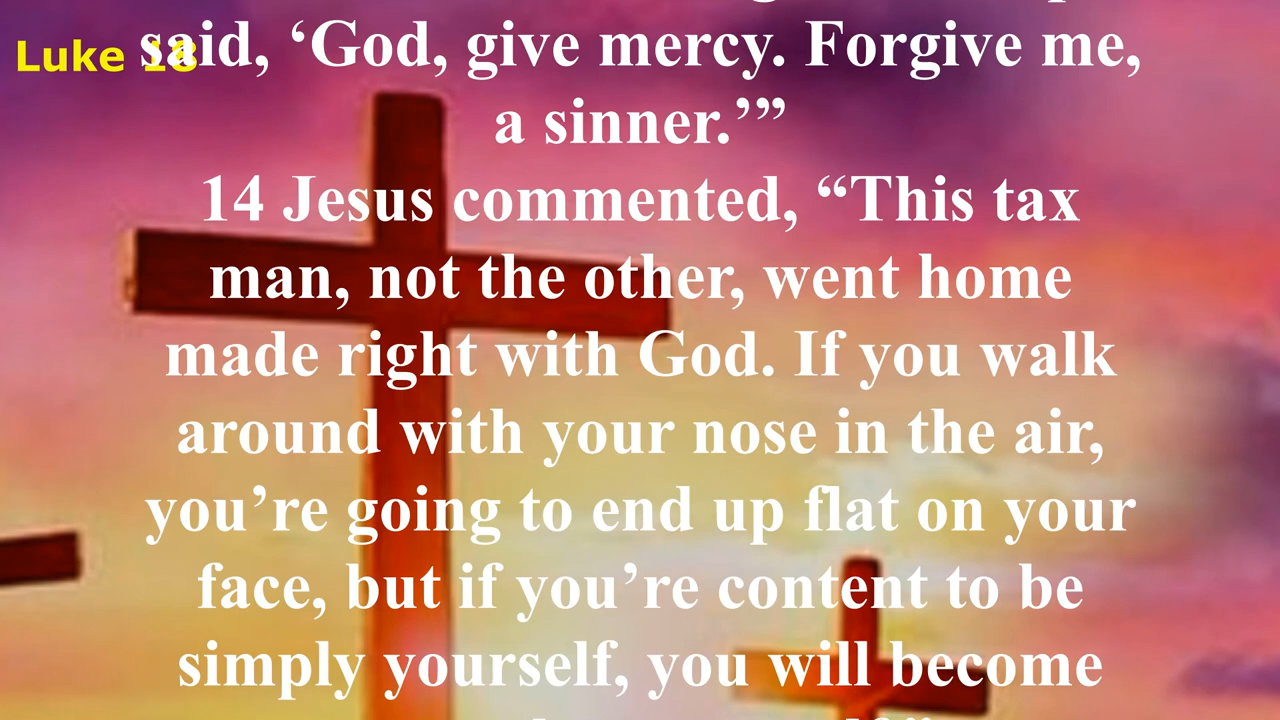 Luke 18
said, ‘God, give mercy. Forgive me,
a sinner.’”
14 Jesus commented, “This tax
man, not the other, went home
made right with God. If you walk
around with your nose in the air,
you’re going to end up flat on your
face, but if you’re content to be
simply yourself, you will become